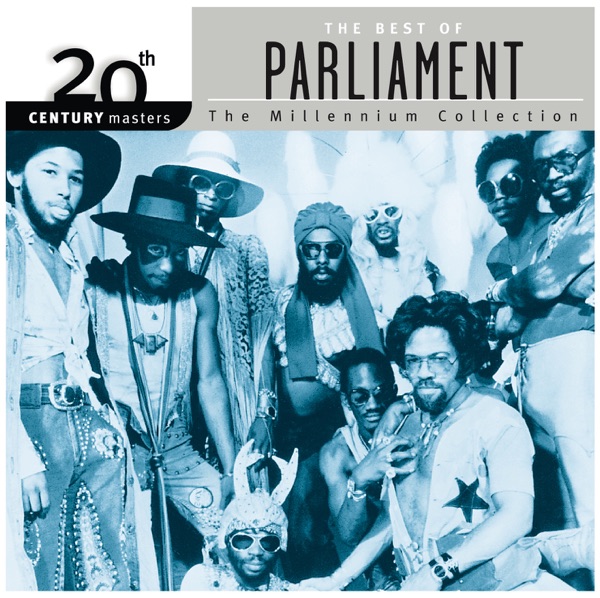 THE BEST OF
PARLIAMENT
The Millennium Collection
20th
CENTURY masters